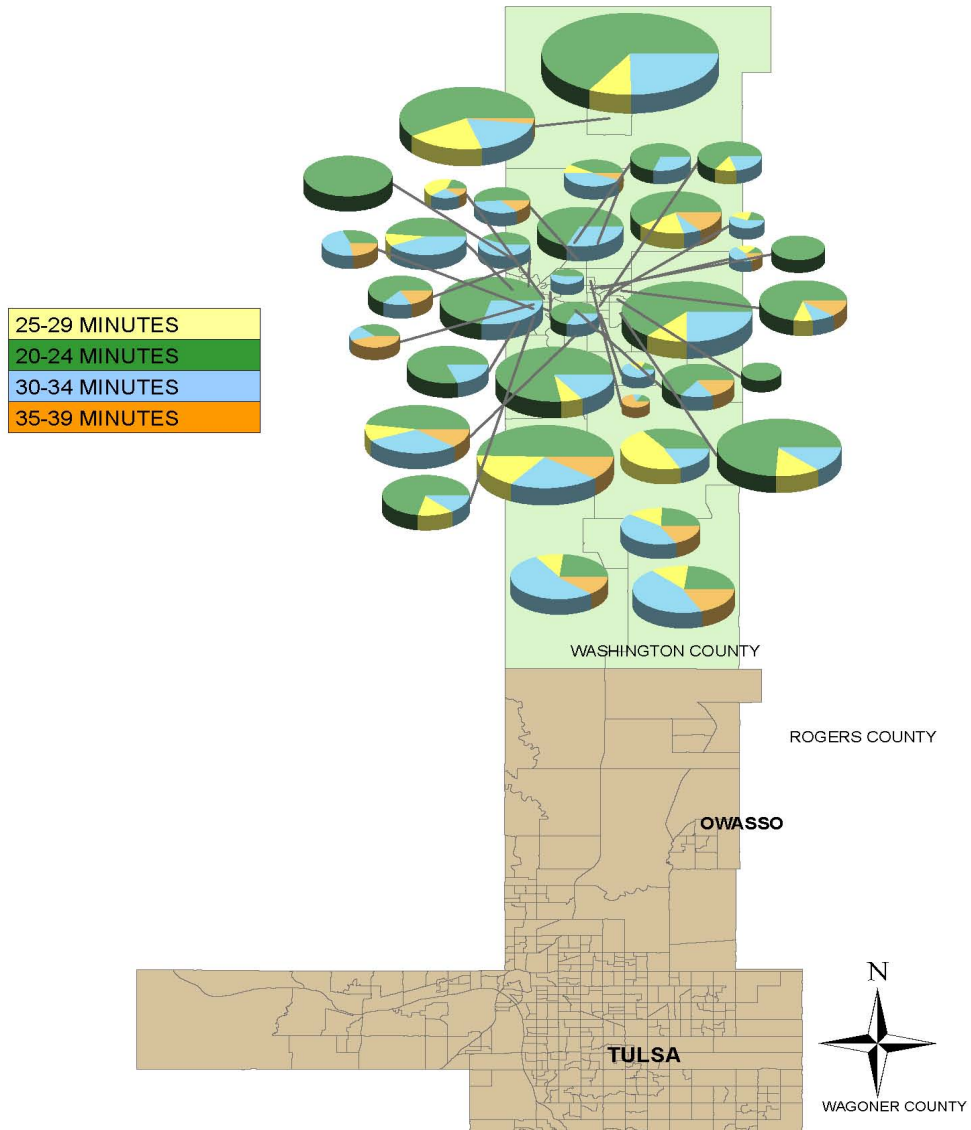 25-29 MINUTES
20-24 MINUTES
30-34 MINUTES
35-39 MINUTES
WASHINGTON COUNTY
ROGERS COUNTY
OWASSO
N
TULSA
WAGONER COUNTY